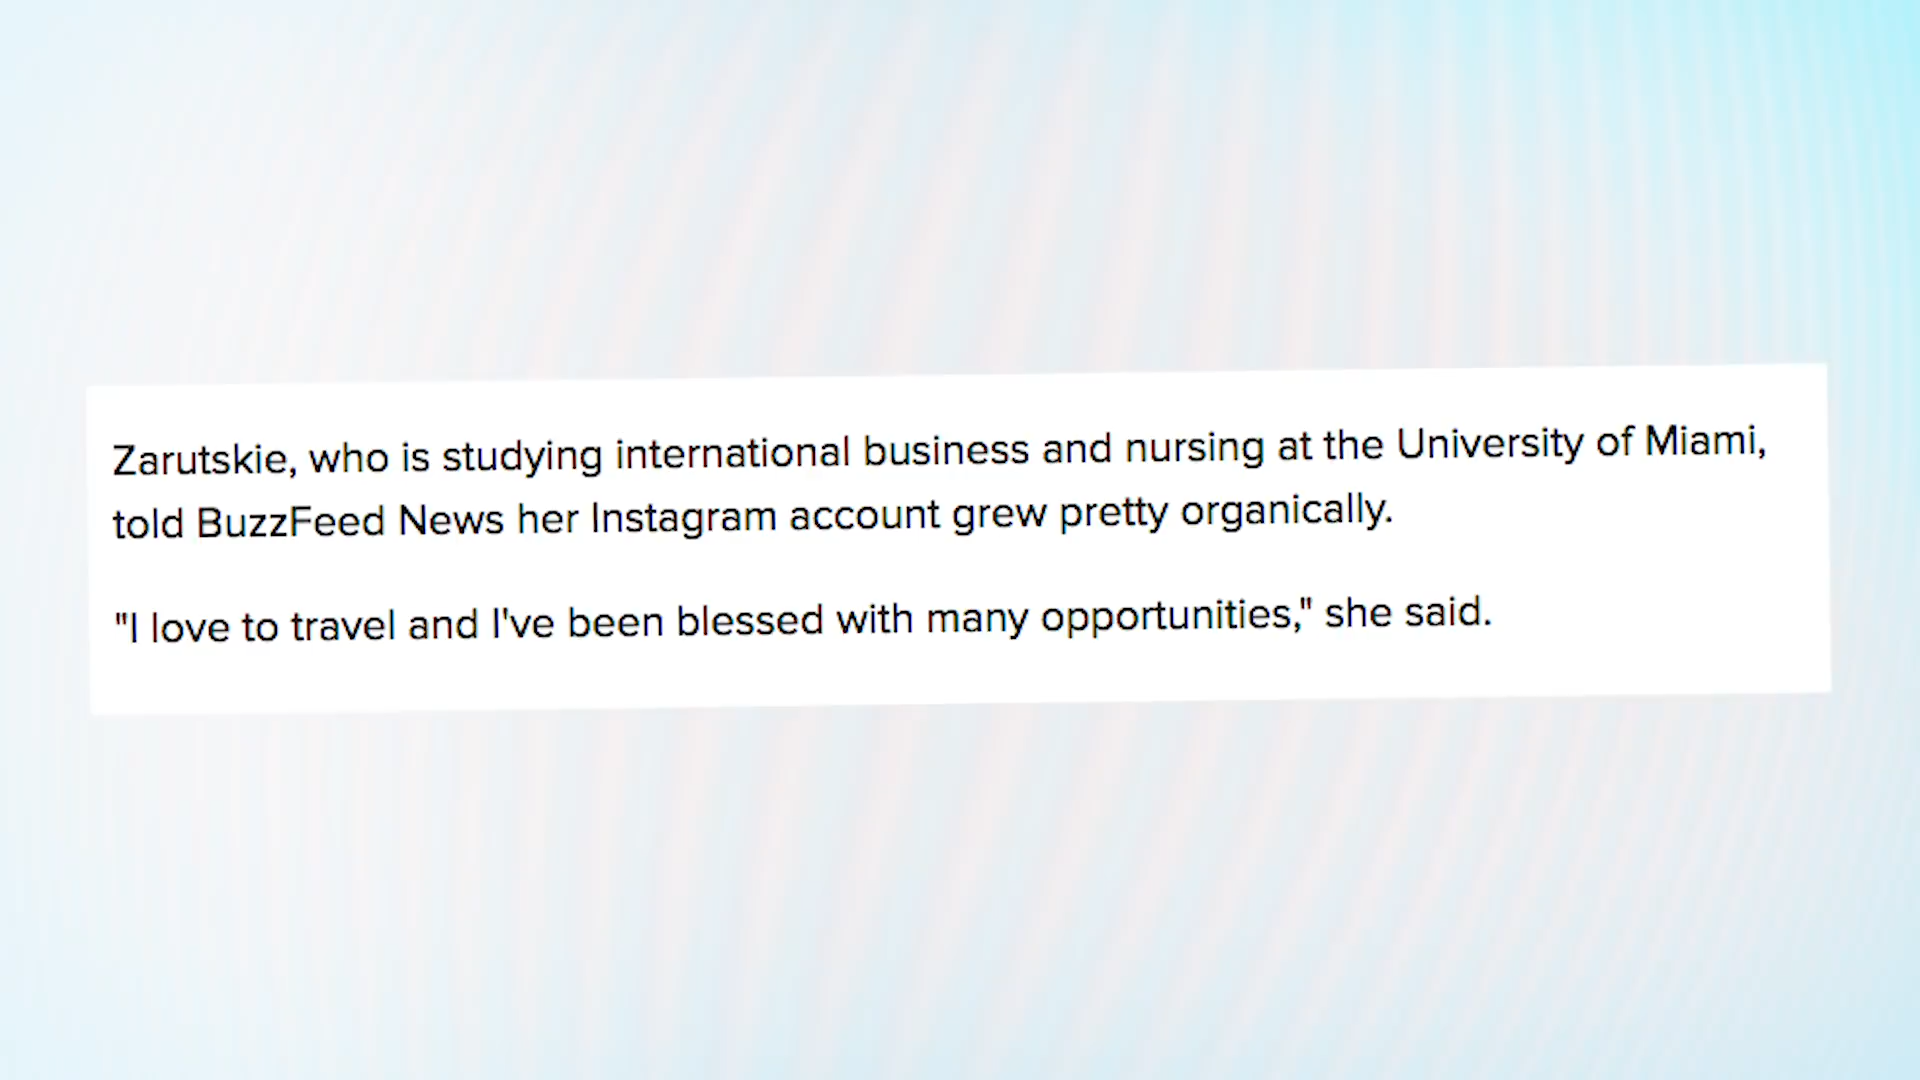 Zarutskie, who is studying international business and nursing at the University of Miami,
told BuzzFeed News her Instagram account grew pretty organically.
"I love to travel and I've been blessed with many opportunities," she said.